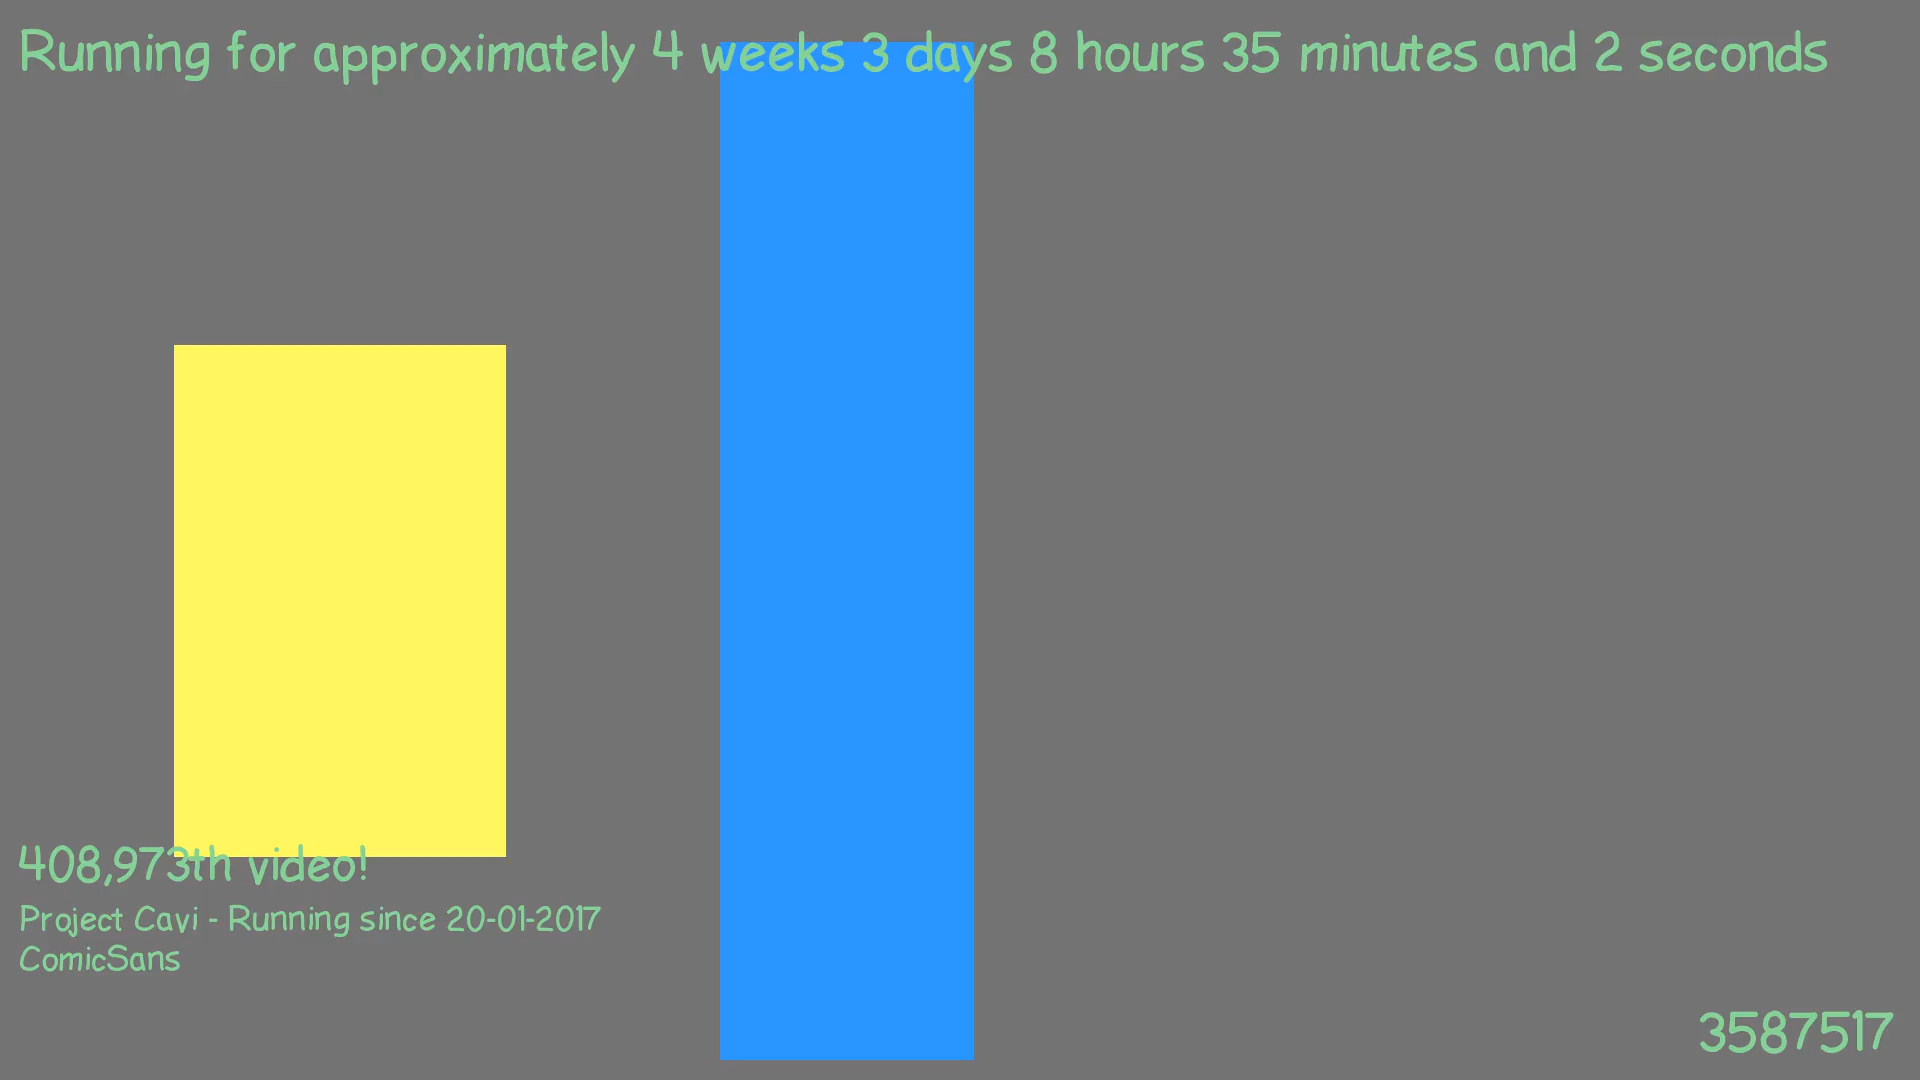 Running for approximately 4 weeks 3 days 8 hours 35 minutes and 2 seconds
408,973th video!
Project Cavi - Running since 20-01-2017
ComicSans
3587517